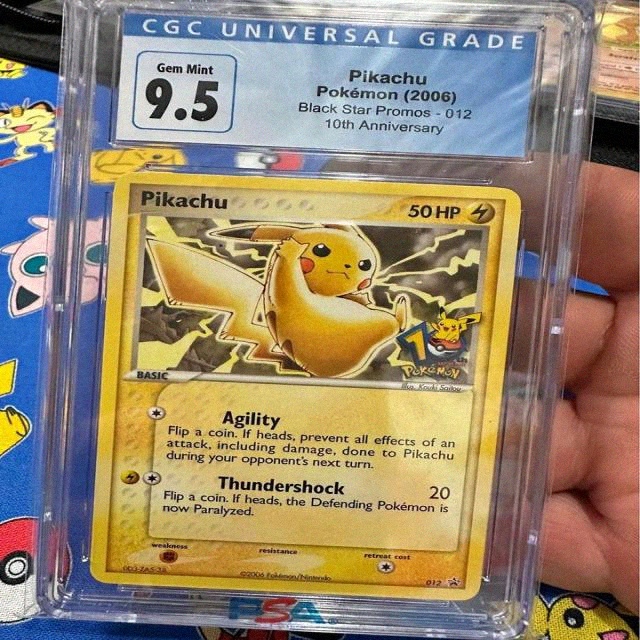 CGC UNIVERSAL GRADE
Gem Mint
9.5
Pikachu
Pokémon (2006)
Black Star Promos - 012
10th Anniversary
Pikachu
50 HP
10
Pokémon
BASIC
Illus. Kouki Saitou
Agility
Flip a coin. If heads, prevent all effects of an
attack, including damage, done to Pikachu
during your opponent's next turn.
Thundershock 20
Flip a coin. If heads, the Defending Pokémon is
now Paralyzed.
weakness resistance retreat cost
©2006 Pokémon/Nintendo
012
PSA